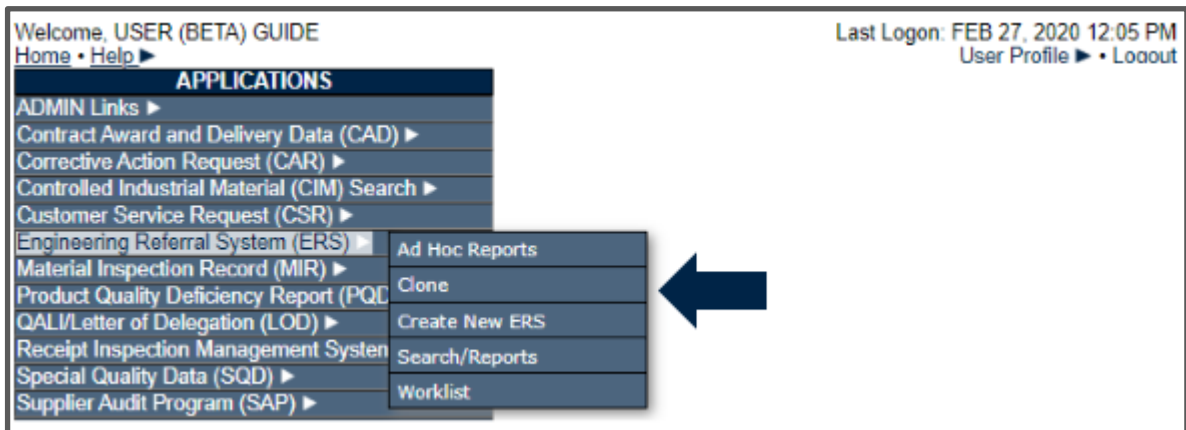 Welcome, USER (BETA) GUIDE
Last Logon: FEB 27, 2020 12:05 PM
Home • Help ▶
User Profile ▶ • Logout
APPLICATIONS
ADMIN Links ▶
Contract Award and Delivery Data (CAD) ▶
Corrective Action Request (CAR) ▶
Controlled Industrial Material (CIM) Search ▶
Customer Service Request (CSR) ▶
Engineering Referral System (ERS) ▶
Material Inspection Record (MIR) ▶
Product Quality Deficiency Report (PQD
QALI/Letter of Delegation (LOD) ▶
Receipt Inspection Management System
Special Quality Data (SQD) ▶
Supplier Audit Program (SAP) ▶
Ad Hoc Reports
Clone
Create New ERS
Search/Reports
Worklist